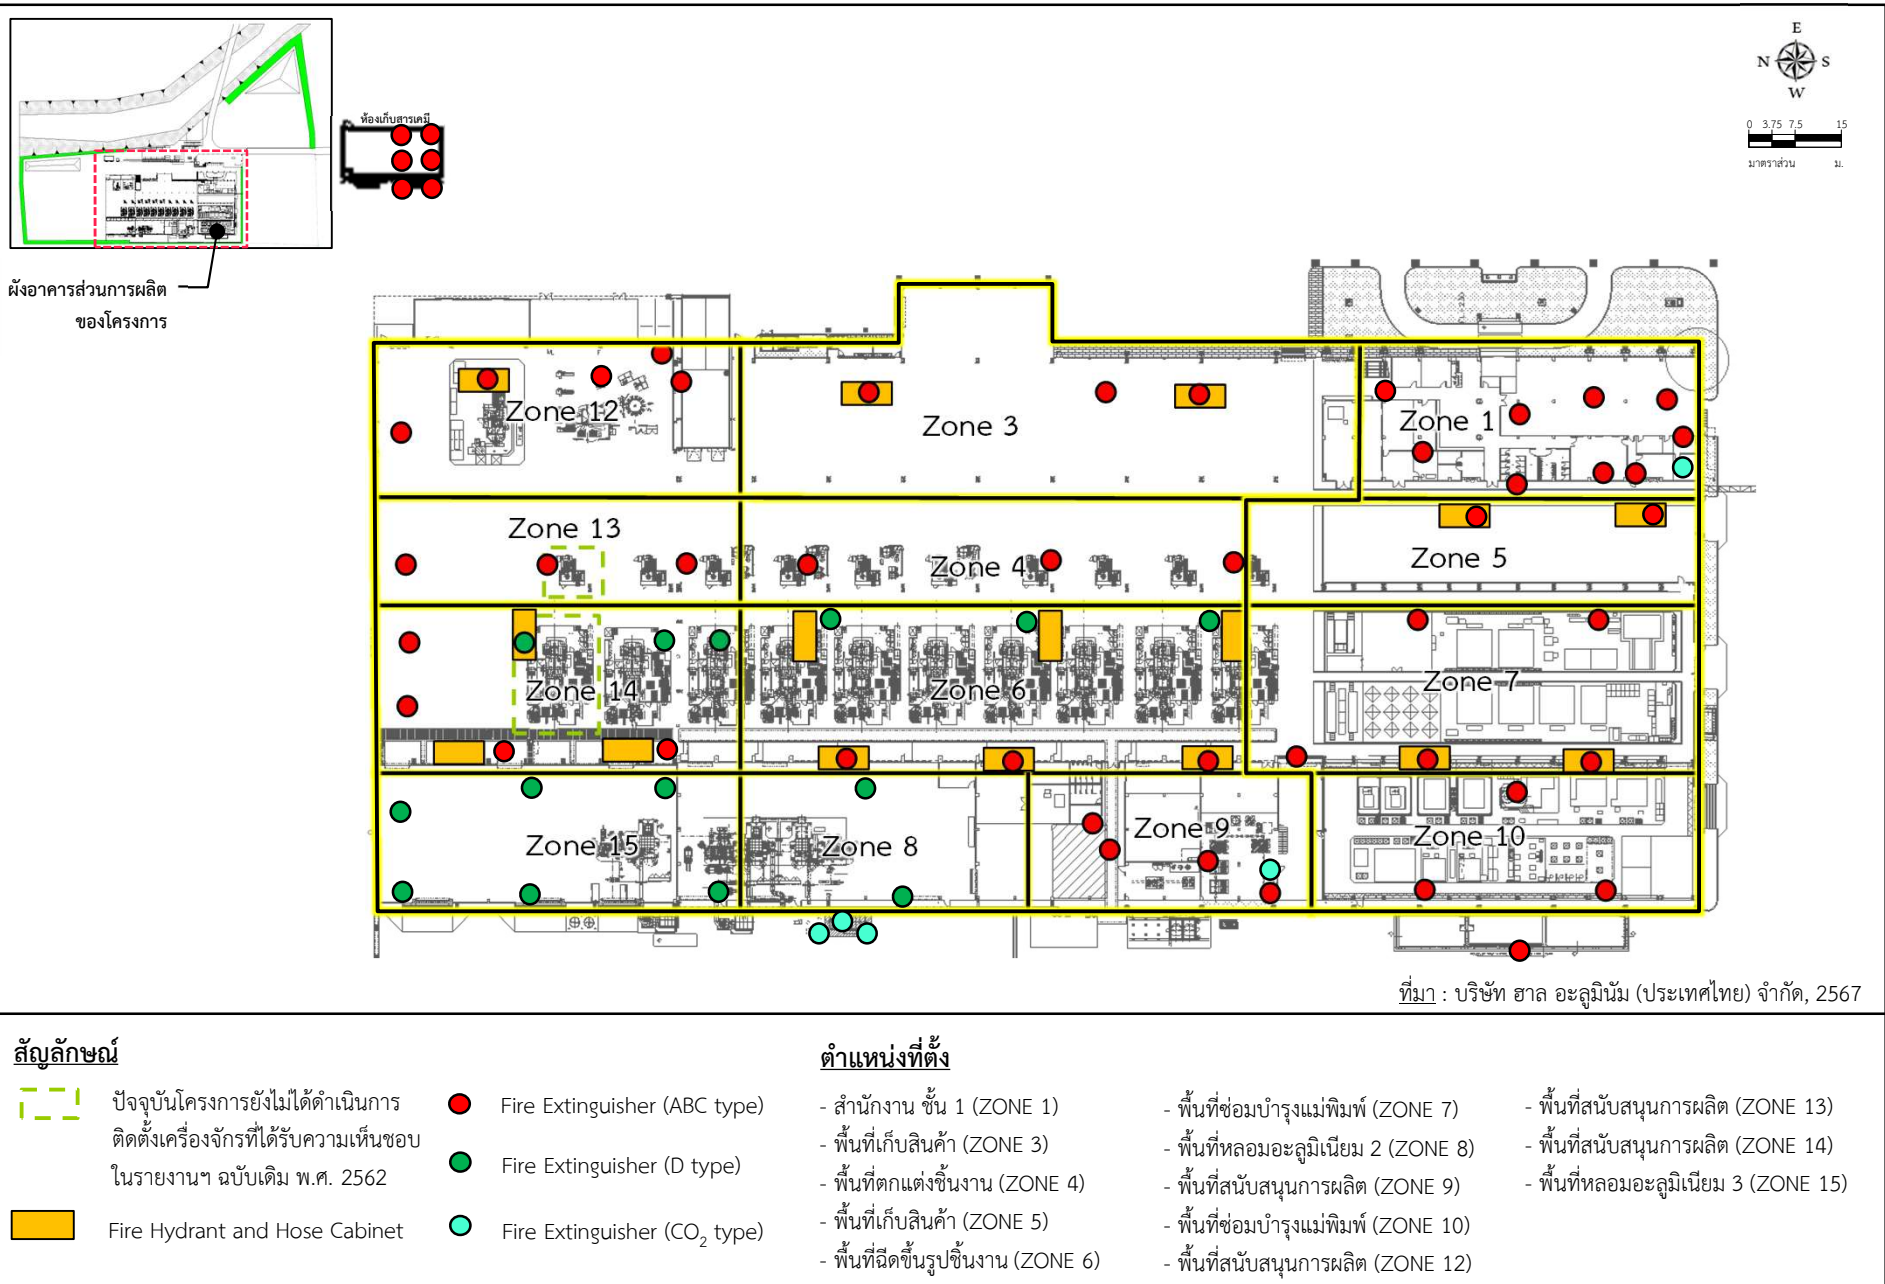 ห้องเก็บสารเคมี
ผังอาคารส่วนการผลิต
ของโครงการ
E
N S
W
0 3.75 7.5 15
มาตราส่วน ม.
Zone 12
Zone 3
Zone 1
Zone 13
Zone 4
Zone 5
Zone 14
Zone 6
Zone 7
Zone 15
Zone 8
Zone 9
Zone 10
ที่มา : บริษัท ฮาล อะลูมินัม (ประเทศไทย) จำกัด, 2567
สัญลักษณ์
ปัจจุบันโครงการยังไม่ได้ดำเนินการ
ติดตั้งเครื่องจักรที่ได้รับความเห็นชอบ
ในรายงานฯ ฉบับเดิม พ.ศ. 2562
Fire Hydrant and Hose Cabinet
Fire Extinguisher (ABC type)
Fire Extinguisher (D type)
Fire Extinguisher (CO2 type)
ตำแหน่งที่ตั้ง
- สำนักงาน ชั้น 1 (ZONE 1)
- พื้นที่เก็บสินค้า (ZONE 3)
- พื้นที่ตกแต่งชิ้นงาน (ZONE 4)
- พื้นที่เก็บสินค้า (ZONE 5)
- พื้นที่ฉีดขึ้นรูปชิ้นงาน (ZONE 6)
- พื้นที่ซ่อมบำรุงแม่พิมพ์ (ZONE 7)
- พื้นที่หลอมอะลูมิเนียม 2 (ZONE 8)
- พื้นที่สนับสนุนการผลิต (ZONE 9)
- พื้นที่ซ่อมบำรุงแม่พิมพ์ (ZONE 10)
- พื้นที่สนับสนุนการผลิต (ZONE 12)
- พื้นที่สนับสนุนการผลิต (ZONE 13)
- พื้นที่สนับสนุนการผลิต (ZONE 14)
- พื้นที่หลอมอะลูมิเนียม 3 (ZONE 15)